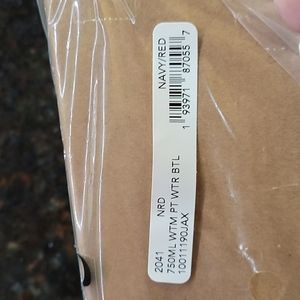 2041 NRD NAVY/RED
750ML WTM PT WTR BTL
10011190JAX
1 93971 87055 7